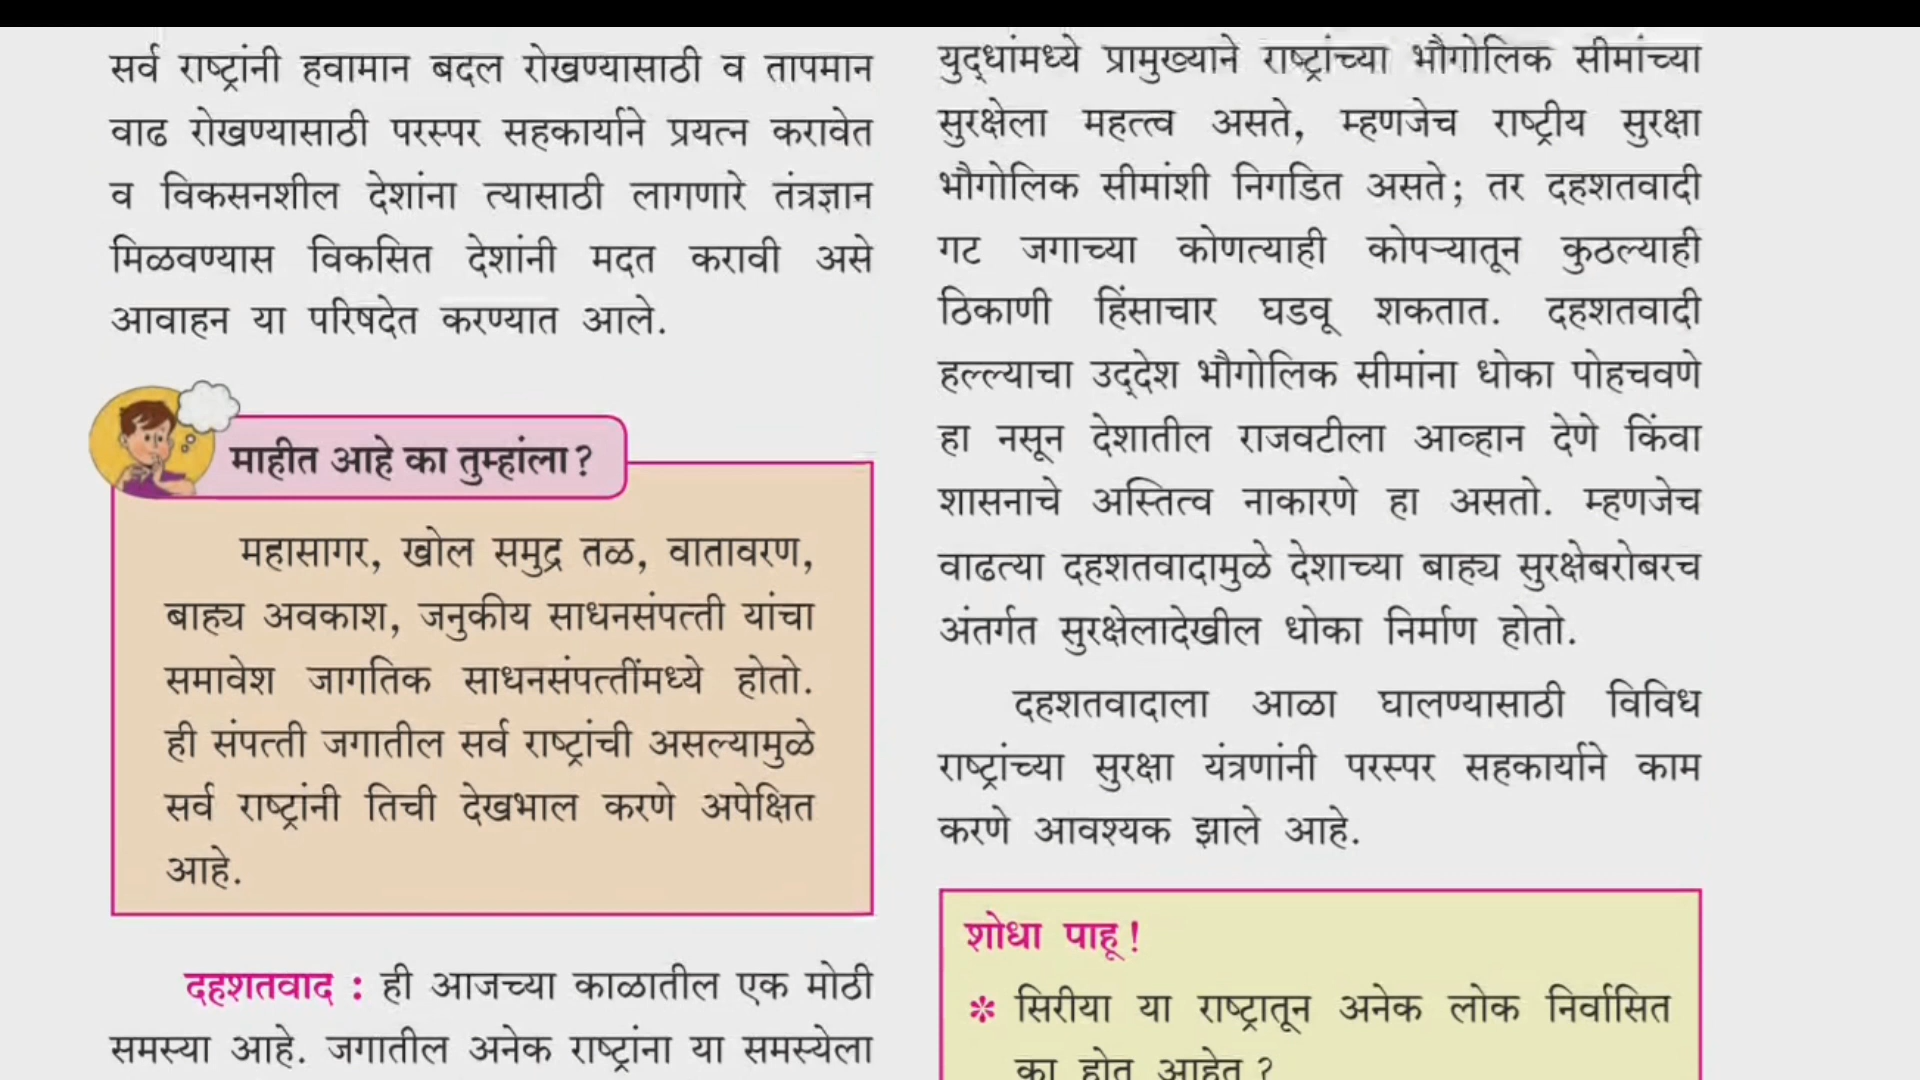 सर्व राष्ट्रांनी हवामान बदल रोखण्यासाठी व तापमान
वाढ रोखण्यासाठी परस्पर सहकार्याने प्रयत्न करावेत
व विकसनशील देशांना त्यासाठी लागणारे तंत्रज्ञान
मिळवण्यास विकसित देशांनी मदत करावी असे
आवाहन या परिषदेत करण्यात आले.
माहीत आहे का तुम्हांला?
महासागर, खोल समुद्र तळ, वातावरण,
बाह्य अवकाश, जनुकीय साधनसंपत्ती यांचा
समावेश जागतिक साधनसंपत्तींमध्ये होतो.
ही संपत्ती जगातील सर्व राष्ट्रांची असल्यामुळे
सर्व राष्ट्रांनी तिची देखभाल करणे अपेक्षित
आहे.
दहशतवाद : ही आजच्या काळातील एक मोठी
समस्या आहे. जगातील अनेक राष्ट्रांना या समस्येला
युद्धांमध्ये प्रामुख्याने राष्ट्रांच्या भौगोलिक सीमांच्या
सुरक्षेला महत्त्व असते, म्हणजेच राष्ट्रीय सुरक्षा
भौगोलिक सीमांशी निगडित असते; तर दहशतवादी
गट जगाच्या कोणत्याही कोपऱ्यातून कुठल्याही
ठिकाणी हिंसाचार घडवू शकतात. दहशतवादी
हल्ल्याचा उद्देश भौगोलिक सीमांना धोका पोहचवणे
हा नसून देशातील राजवटीला आव्हान देणे किंवा
शासनाचे अस्तित्व नाकारणे हा असतो. म्हणजेच
वाढत्या दहशतवादामुळे देशाच्या बाह्य सुरक्षेबरोबरच
अंतर्गत सुरक्षेलादेखील धोका निर्माण होतो.
दहशतवादाला आळा घालण्यासाठी विविध
राष्ट्रांच्या सुरक्षा यंत्रणांनी परस्पर सहकार्याने काम
करणे आवश्यक झाले आहे.
शोधा पाहू!
* सिरीया या राष्ट्रातून अनेक लोक निर्वासित
का होत आहेत?